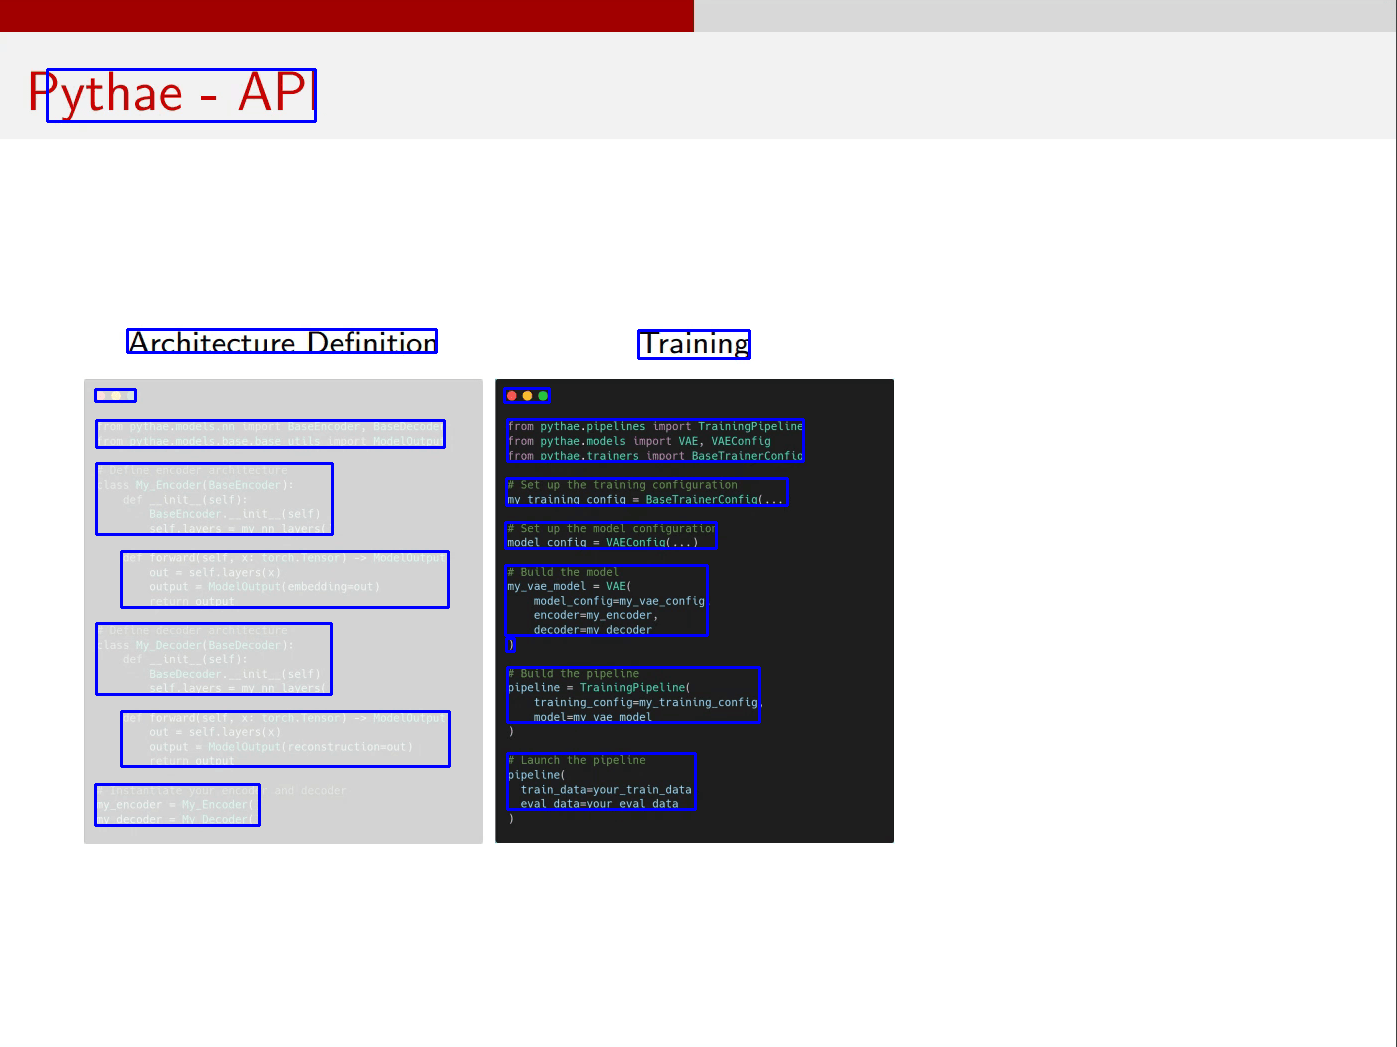 Pythae - API
Architecture Definition
from pythae.models.nn import BaseEncoder, BaseDecoder
from pythae.models.base.base_utils import ModelOutput
# Define encoder architecture
class My_Encoder(BaseEncoder):
def __init__(self):
BaseEncoder.__init__(self)
self.layers = my_nn_layers(
def forward(self, x: torch.Tensor) -> ModelOutput
out = self.layers(x)
output = ModelOutput(embedding=out)
return output
# Define decoder architecture
class My_Decoder(BaseDecoder):
def __init__(self):
BaseDecoder.__init__(self)
self.layers = my_nn_layers(
def forward(self, x: torch.Tensor) -> ModelOutput
out = self.layers(x)
output = ModelOutput(reconstruction=out)
return output
# Instantiate your encoder and decoder
my_encoder = My_Encoder(
my_decoder = My_Decoder(
Training
from pythae.pipelines import TrainingPipeline
from pythae.models import VAE, VAEConfig
from pythae.trainers import BaseTrainerConfig
# Set up the training configuration
my_training_config = BaseTrainerConfig(...
# Set up the model configuration
model_config = VAEConfig(...)
# Build the model
my_vae_model = VAE(
model_config=my_vae_config,
encoder=my_encoder,
decoder=my_decoder
)
# Build the pipeline
pipeline = TrainingPipeline(
training_config=my_training_config,
model=my_vae_model
)
# Launch the pipeline
pipeline(
train_data=your_train_data
eval_data=your_eval_data
)